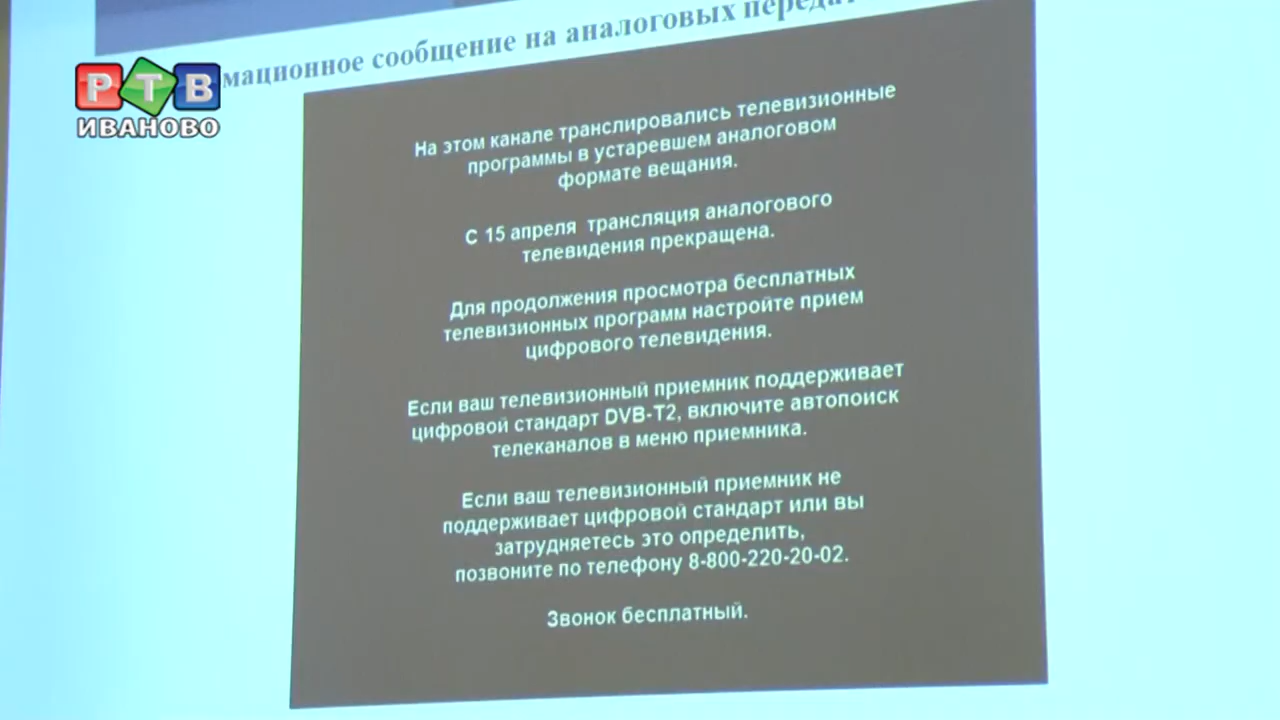 мационное сообщение на аналоговых переда
РТВ
ИВАНОВО
На этом канале транслировались телевизионные
программы в устаревшем аналоговом
формате вещания.
С 15 апреля трансляция аналогового
телевидения прекращена.
Для продолжения просмотра бесплатных
телевизионных программ настройте прием
цифрового телевидения.
Если ваш телевизионный приемник поддерживает
цифровой стандарт DVB-T2, включите автопоиск
телеканалов в меню приемника.
Если ваш телевизионный приемник не
поддерживает цифровой стандарт или вы
затрудняетесь это определить,
позвоните по телефону 8-800-220-20-02.
Звонок бесплатный.